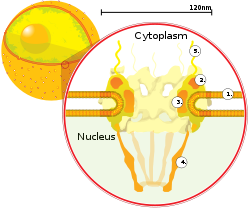 120nm
Cytoplasm
5.
2.
1.
3.
Nucleus
4.